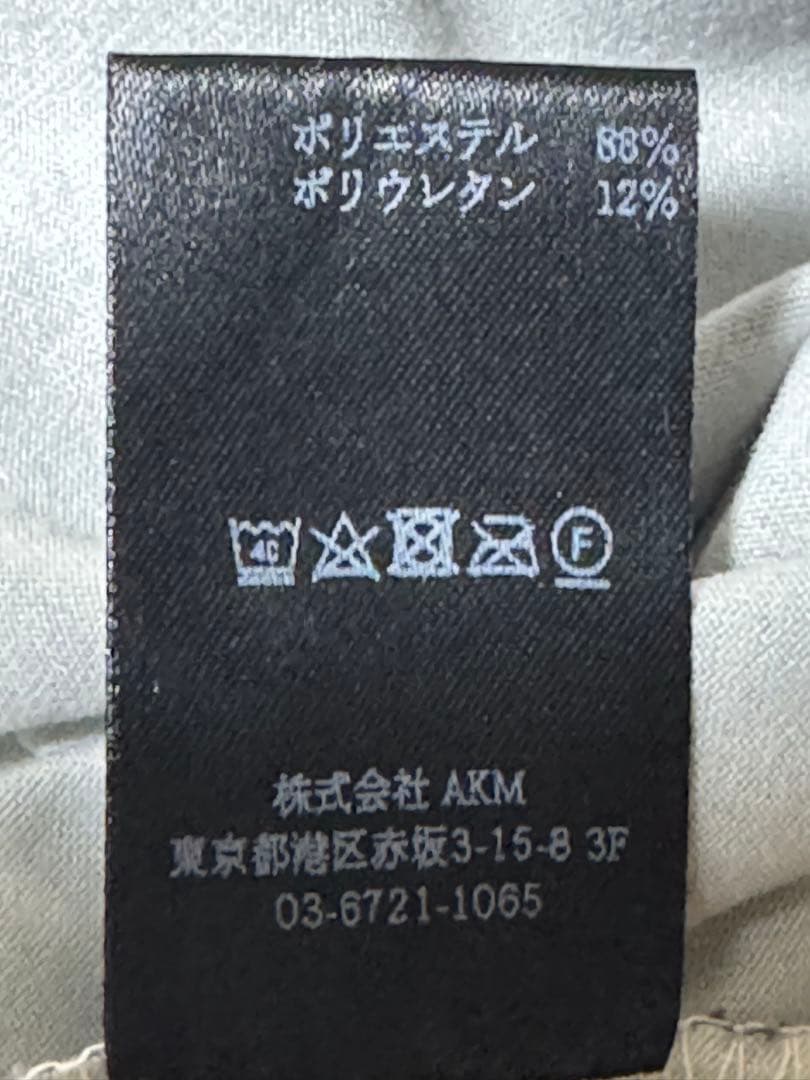 ポリエステル 88%
ポリウレタン 12%
40
F
株式会社 AKM
東京都港区赤坂3-15-8 3F
03-6721-1065